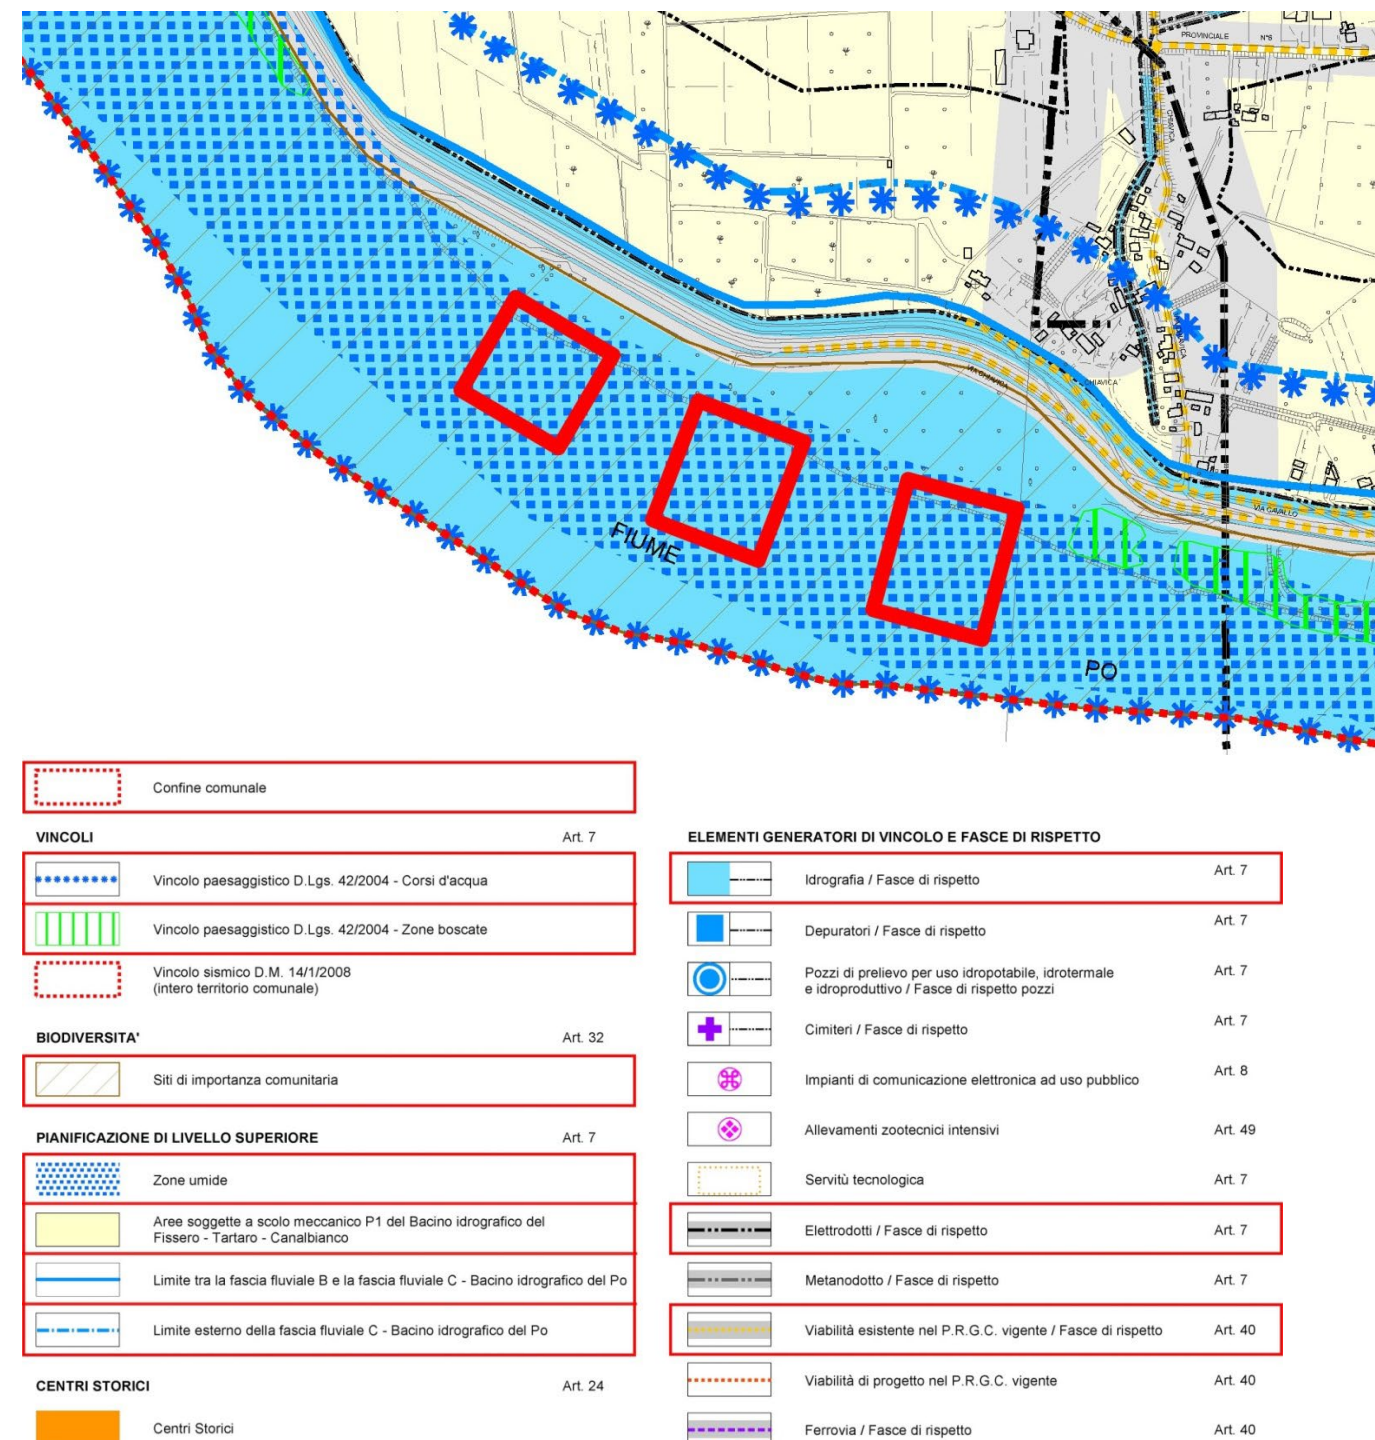 PROVINCIALE N°8
CHIAVICA
VIA CHIAVICA
CHIAVICA
VIA CAVALLO
FIUME
PO
Confine comunale
VINCOLI Art. 7
Vincolo paesaggistico D.Lgs. 42/2004 - Corsi d'acqua
Vincolo paesaggistico D.Lgs. 42/2004 - Zone boscate
Vincolo sismico D.M. 14/1/2008
(intero territorio comunale)
BIODIVERSITA' Art. 32
Siti di importanza comunitaria
PIANIFICAZIONE DI LIVELLO SUPERIORE Art. 7
Zone umide
Aree soggette a scolo meccanico P1 del Bacino idrografico del
Fissero - Tartaro - Canalbianco
Limite tra la fascia fluviale B e la fascia fluviale C - Bacino idrografico del Po
Limite esterno della fascia fluviale C - Bacino idrografico del Po
CENTRI STORICI Art. 24
Centri Storici
ELEMENTI GENERATORI DI VINCOLO E FASCE DI RISPETTO
Idrografia / Fasce di rispetto Art. 7
Depuratori / Fasce di rispetto Art. 7
Pozzi di prelievo per uso idropotabile, idrotermale Art. 7
e idroproduttivo / Fasce di rispetto pozzi
Cimiteri / Fasce di rispetto Art. 7
Impianti di comunicazione elettronica ad uso pubblico Art. 8
Allevamenti zootecnici intensivi Art. 49
Servitù tecnologica Art. 7
Elettrodotti / Fasce di rispetto Art. 7
Metanodotto / Fasce di rispetto Art. 7
Viabilità esistente nel P.R.G.C. vigente / Fasce di rispetto Art. 40
Viabilità di progetto nel P.R.G.C. vigente Art. 40
Ferrovia / Fasce di rispetto Art. 40